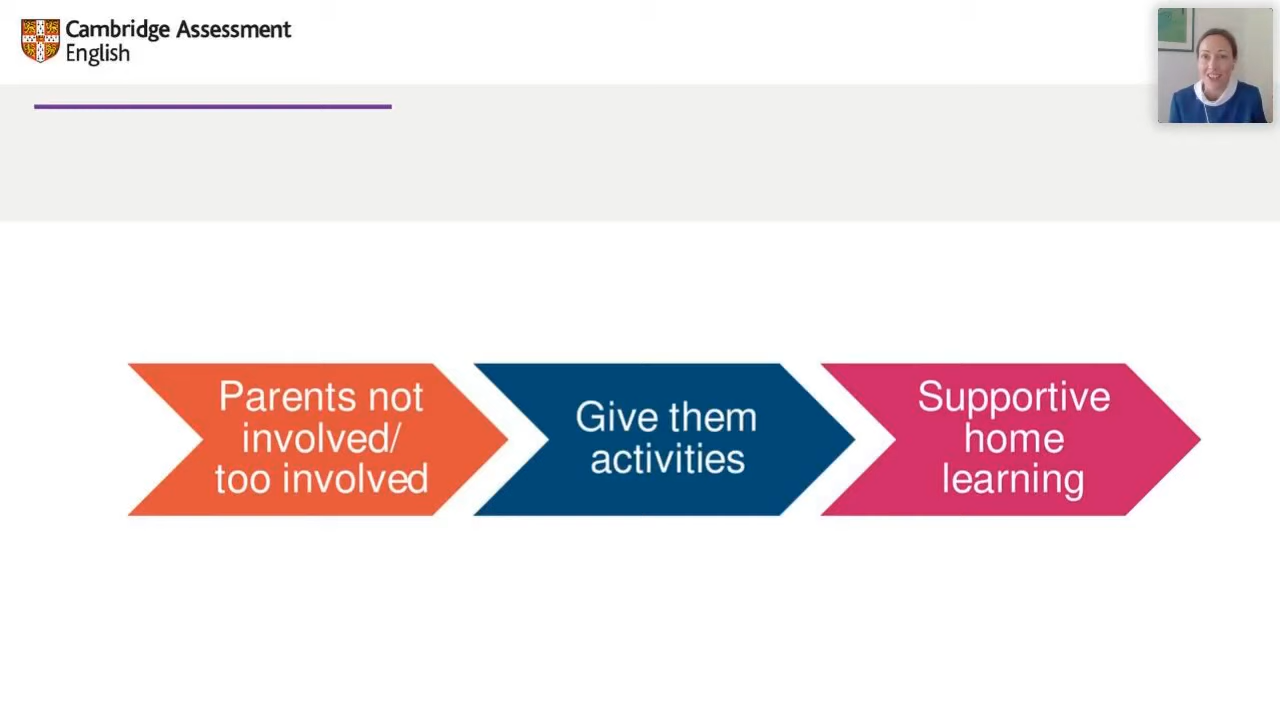 Cambridge Assessment
English
Parents not
involved/
too involved
Give them
activities
Supportive
home
learning